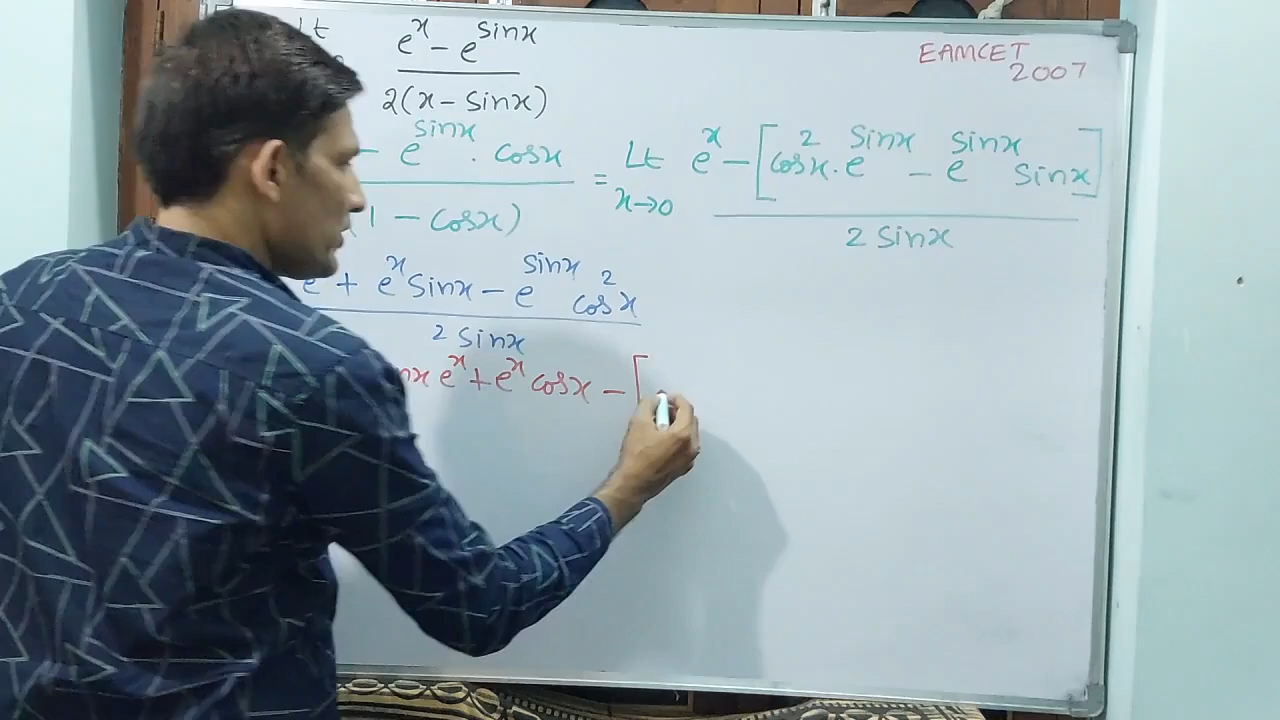 Lt e^x - e^sinx
2(x - sinx)
EAMCET
2007
- e^sinx . cosx = Lt x→0 e^x - [cos²x . e^sinx - e^sinx sinx]
1 - cosx)
2 sinx
e + e^x sinx - e^sinx cos²x
2 sinx
nx e^x + e^x cosx - [